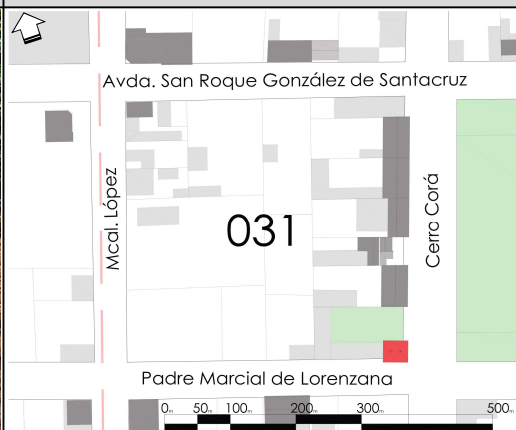 Avda. San Roque González de Santacruz
Mcal. López
031
Cerro Corá
Padre Marcial de Lorenzana
0m 50m 100m 200m 300m 500m